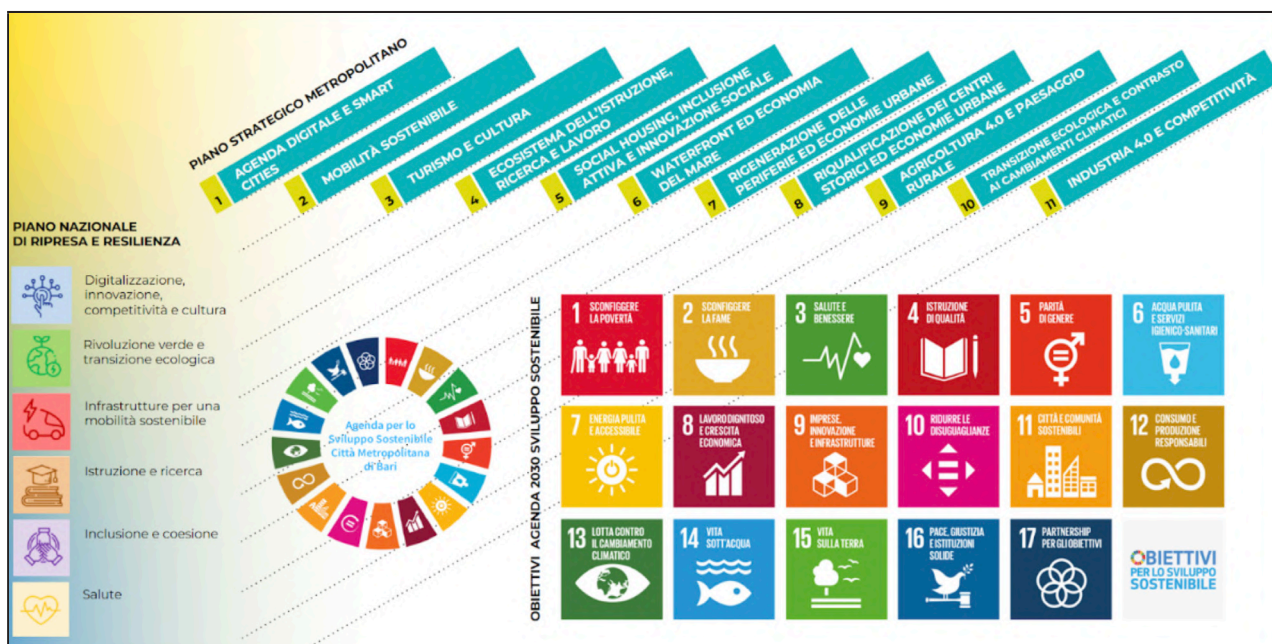 PIANO STRATEGICO METROPOLITANO
1
AGENDA DIGITALE E SMART
CITIES
2
MOBILITÀ SOSTENIBILE
3
TURISMO E CULTURA
4
ECOSISTEMA DELL'ISTRUZIONE,
RICERCA E LAVORO
5
SOCIAL HOUSING, INCLUSIONE
ATTIVA E INNOVAZIONE SOCIALE
6
WATERFRONT ED ECONOMIA
DEL MARE
7
RIGENERAZIONE DELLE
PERIFERIE ED ECONOMIE URBANE
8
RIQUALIFICAZIONE DEI CENTRI
STORICI ED ECONOMIE URBANE
9
AGRICOLTURA 4.0 E PAESAGGIO
RURALE
10
TRANSIZIONE ECOLOGICA E CONTRASTO
AI CAMBIAMENTI CLIMATICI
11
INDUSTRIA 4.0 E COMPETITIVITÀ
PIANO NAZIONALE
DI RIPRESA E RESILIENZA
Digitalizzazione,
innovazione,
competitività e cultura
Rivoluzione verde e
transizione ecologica
Infrastrutture per una
mobilità sostenibile
Istruzione e ricerca
Inclusione e coesione
Salute
Agenda per lo
Sviluppo Sostenibile
Città Metropolitana
di Bari
OBIETTIVI AGENDA 2030 SVILUPPO SOSTENIBILE
1 SCONFIGGERE
LA POVERTÀ
2 SCONFIGGERE
LA FAME
3 SALUTE E
BENESSERE
4 ISTRUZIONE
DI QUALITÀ
5 PARITÀ
DI GENERE
6 ACQUA PULITA
E SERVIZI
IGIENICO-SANITARI
7 ENERGIA PULITA
E ACCESSIBILE
8 LAVORO DIGNITOSO
E CRESCITA
ECONOMICA
9 IMPRESE,
INNOVAZIONE
E INFRASTRUTTURE
10 RIDURRE LE
DISUGUAGLIANZE
11 CITTÀ E COMUNITÀ
SOSTENIBILI
12 CONSUMO E
PRODUZIONE
RESPONSABILI
13 LOTTA CONTRO
IL CAMBIAMENTO
CLIMATICO
14 VITA
SOTT'ACQUA
15 VITA
SULLA TERRA
16 PACE, GIUSTIZIA
E ISTITUZIONI
SOLIDE
17 PARTNERSHIP
PER GLI OBIETTIVI
OBIETTIVI
PER LO SVILUPPO
SOSTENIBILE